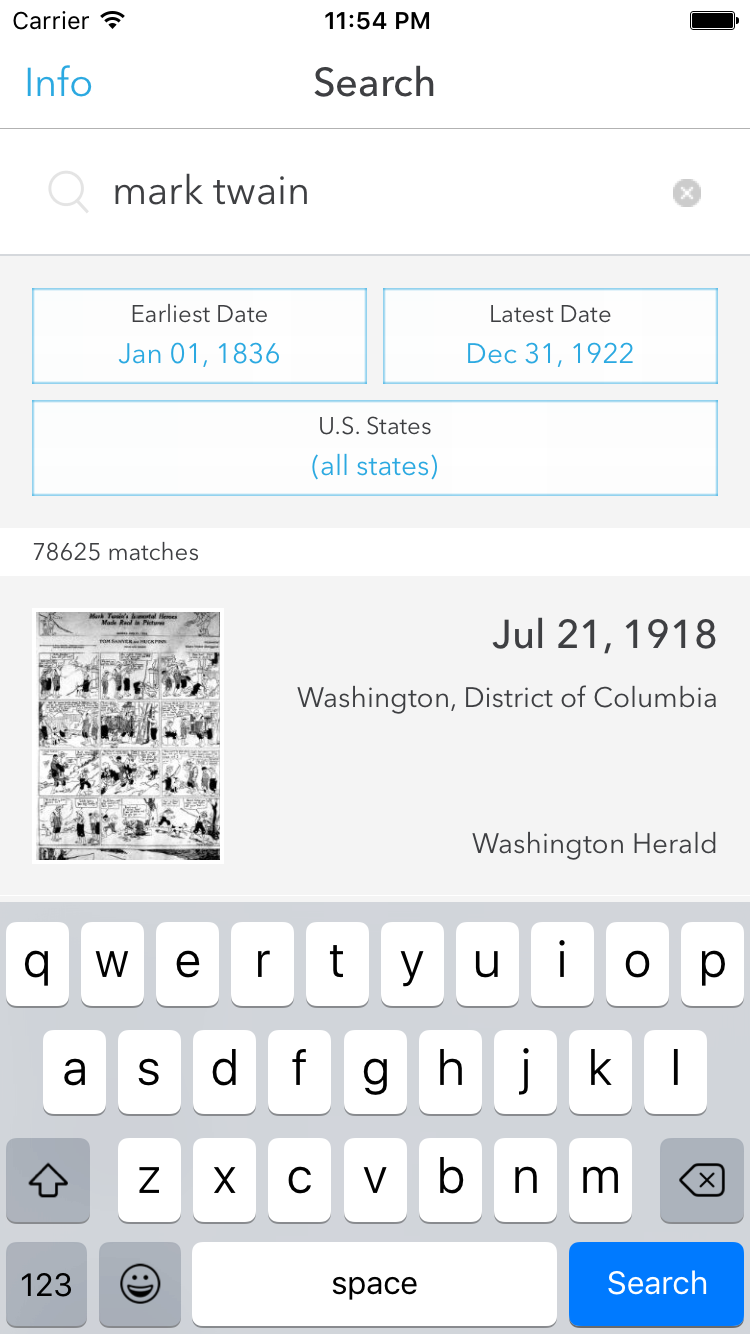 Carrier 11:54 PM
Info Search
mark twain
Earliest Date Latest Date
Jan 01, 1836 Dec 31, 1922
U.S. States
(all states)
78625 matches
Mark Twain's Immortal Heroes
Made Real in Pictures
Jul 21, 1918
TOM SAWYER and HUCK FINN
Washington, District of Columbia
Washington Herald
q w e r t y u i o p
a s d f g h j k l
z x c v b n m
123 space Search